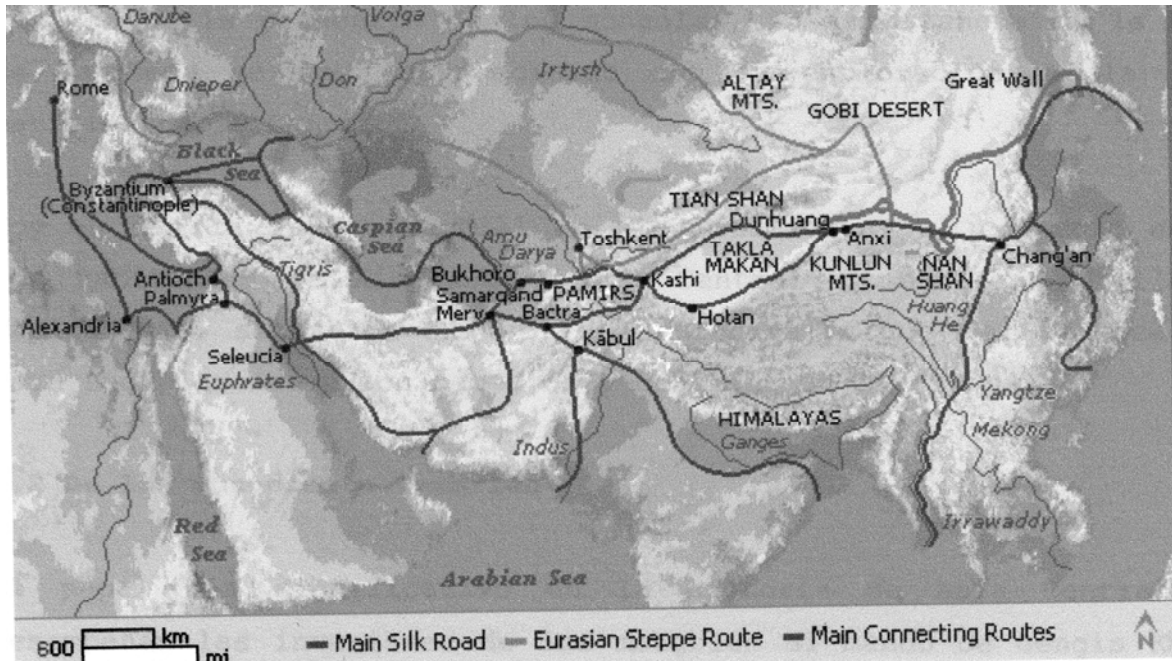 Danube
Volga
Rome
Dnieper
Don
Irtysh
ALTAY
MTS.
Great Wall
GOBI DESERT
Black
Sea
Byzantium
(Constantinople)
TIAN SHAN
Dunhuang
Anxi
Caspian
Sea
Amu
Darya
Toshkent
TAKLA
MAKAN
KUNLUN
MTS.
NAN
SHAN
Chang'an
Antioch
Tigris
Bukhoro
Kashi
Palmyra
Samarqand
PAMIRS
Alexandria
Merv
Bactra
Hotan
Huang
He
Seleucia
Kābul
Euphrates
Yangtze
HIMALAYAS
Mekong
Indus
Ganges
Red
Sea
Irrawaddy
Arabian Sea
N
600 km
mi
Main Silk Road
Eurasian Steppe Route
Main Connecting Routes